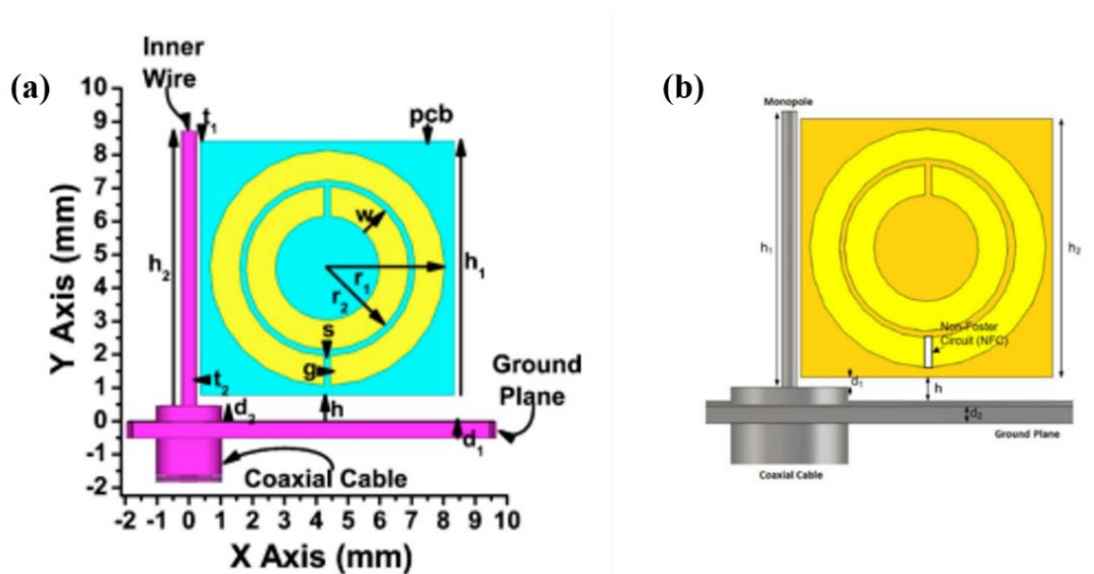 (a)
Inner
Wire
pcb
t1
h2
w
h1
r1
r2
s
g
t2
d2
h
d1
Ground
Plane
Coaxial Cable
10
9
8
7
6
5
4
3
2
1
0
-1
-2
Y Axis (mm)
-2 -1 0 1 2 3 4 5 6 7 8 9 10
X Axis (mm)
(b)
Monopole
h1
h2
Non-Foster
Circuit (NFC)
d1
h
d2
Ground Plane
Coaxial Cable